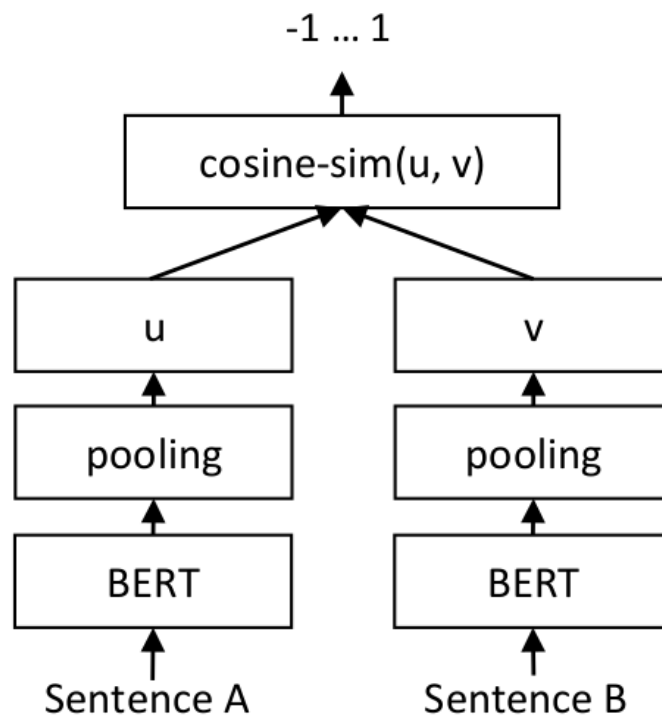 -1 … 1
cosine-sim(u, v)
u
v
pooling
pooling
BERT
BERT
Sentence A
Sentence B